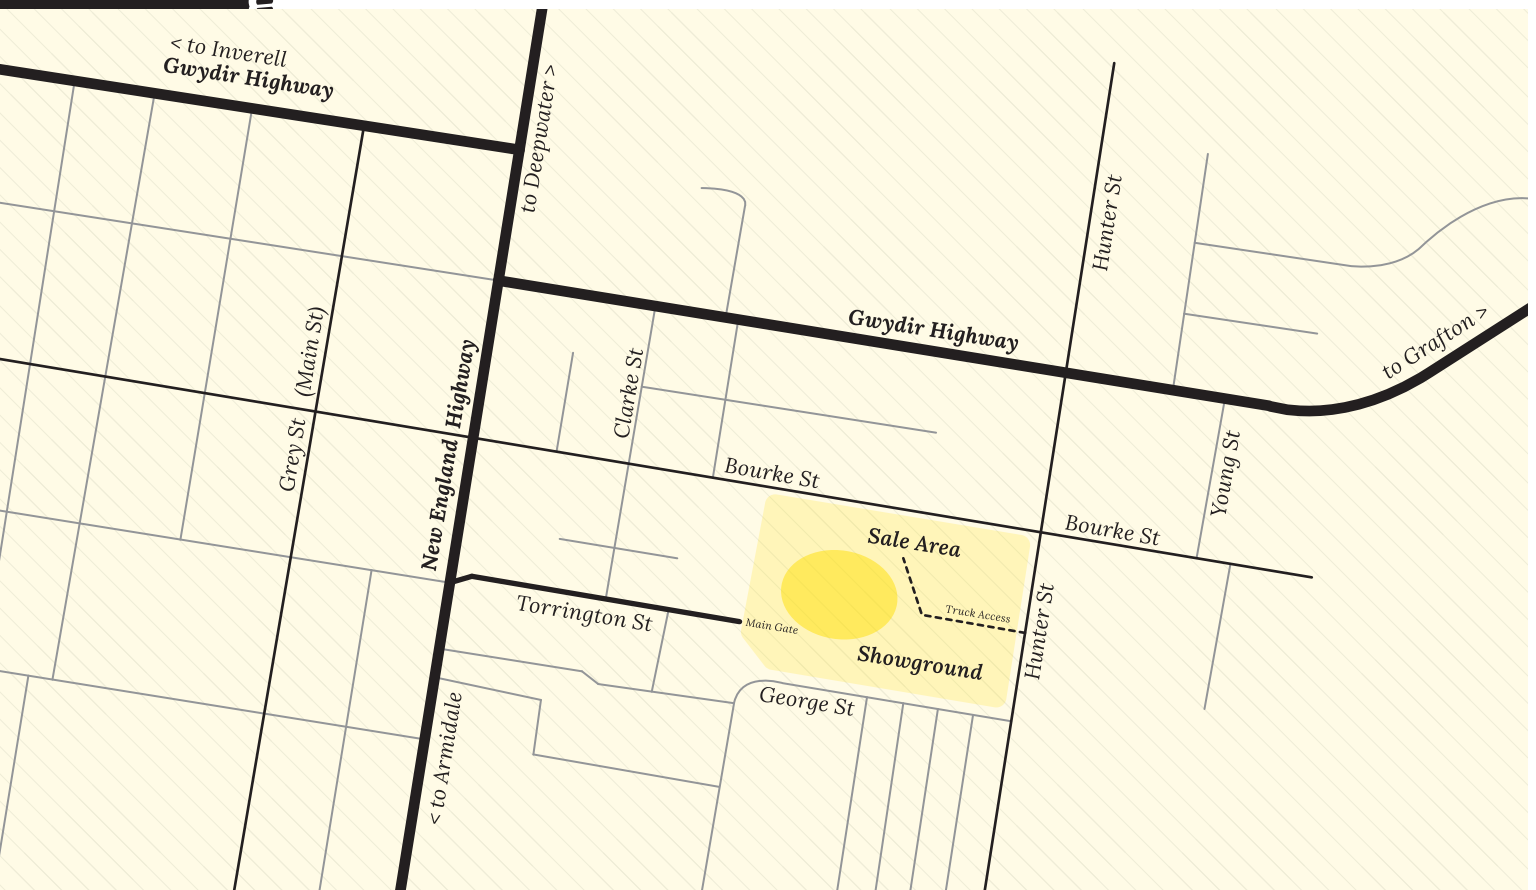 < to Inverell
Gwydir Highway
to Deepwater >
Hunter St
Gwydir Highway
to Grafton >
(Main St)
Grey St
New England Highway
Clarke St
Bourke St
Young St
Bourke St
Sale Area
Truck Access
Torrington St
Main Gate
Showground
Hunter St
George St
< to Armidale